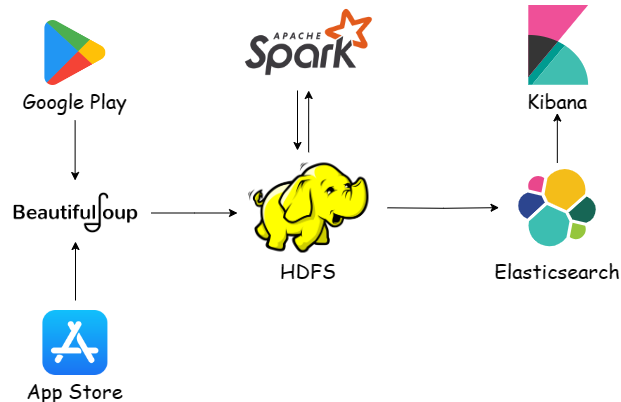 Google Play
APACHE
Spark
Kibana
BeautifulSoup
HDFS
Elasticsearch
App Store